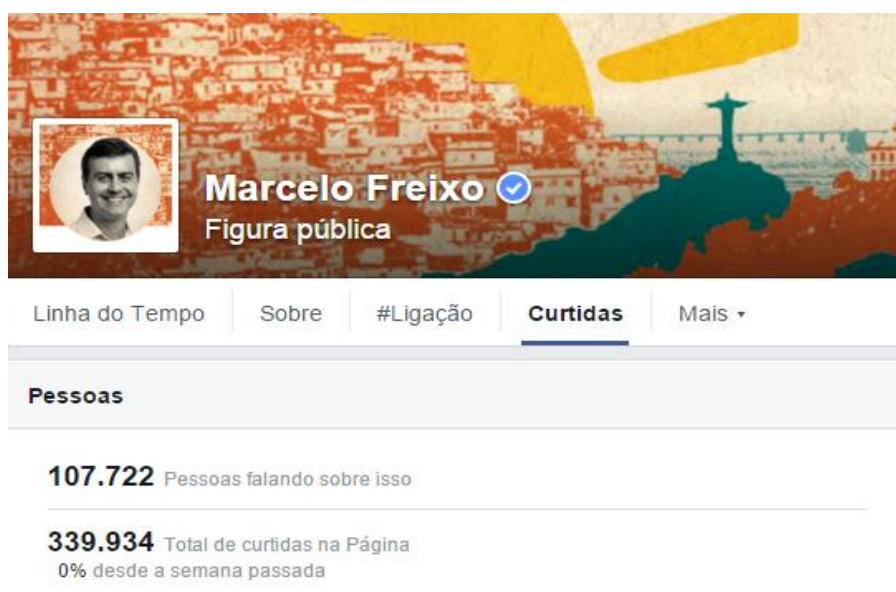 Marcelo Freixo
Figura pública
Linha do Tempo Sobre #Ligação Curtidas Mais
Pessoas
107.722 Pessoas falando sobre isso
339.934 Total de curtidas na Página
0% desde a semana passada